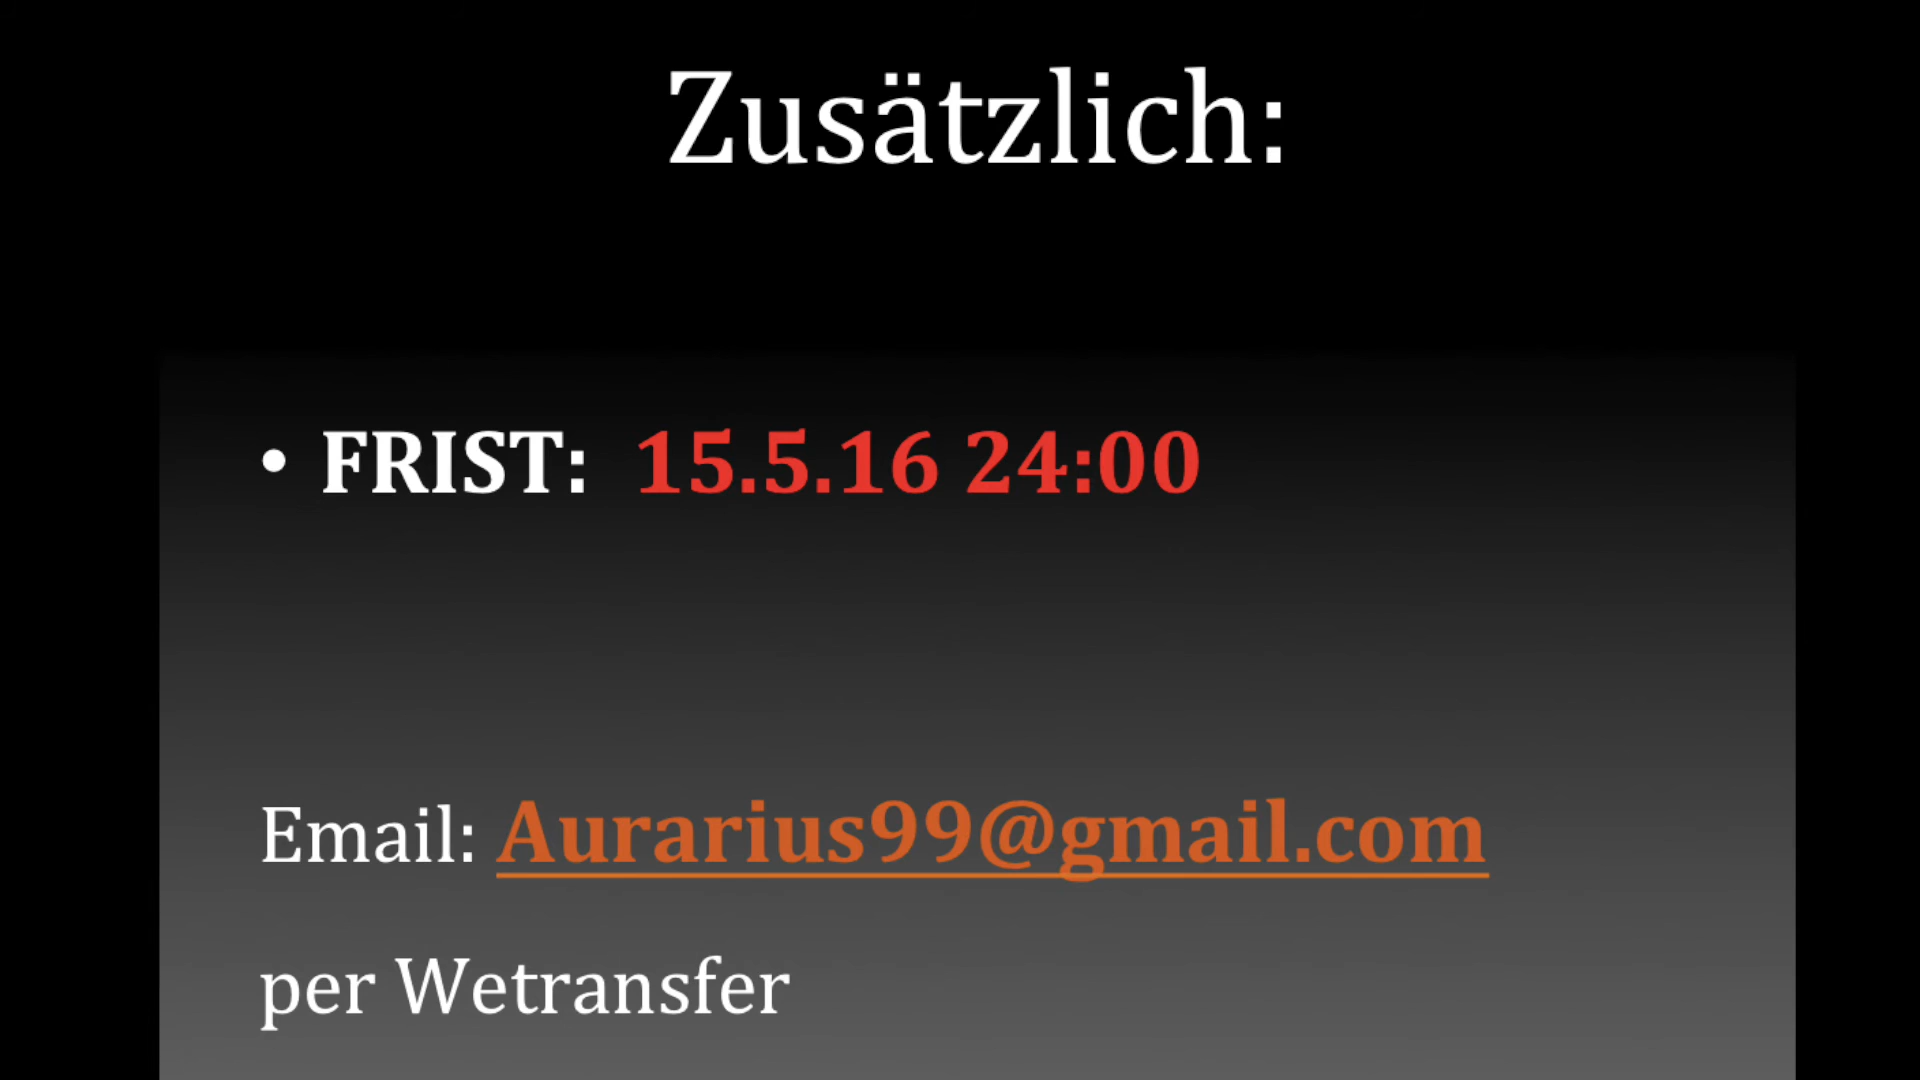 Zusätzlich:
• FRIST: 15.5.16 24:00
Email: Aurarius99@gmail.com
per Wetransfer